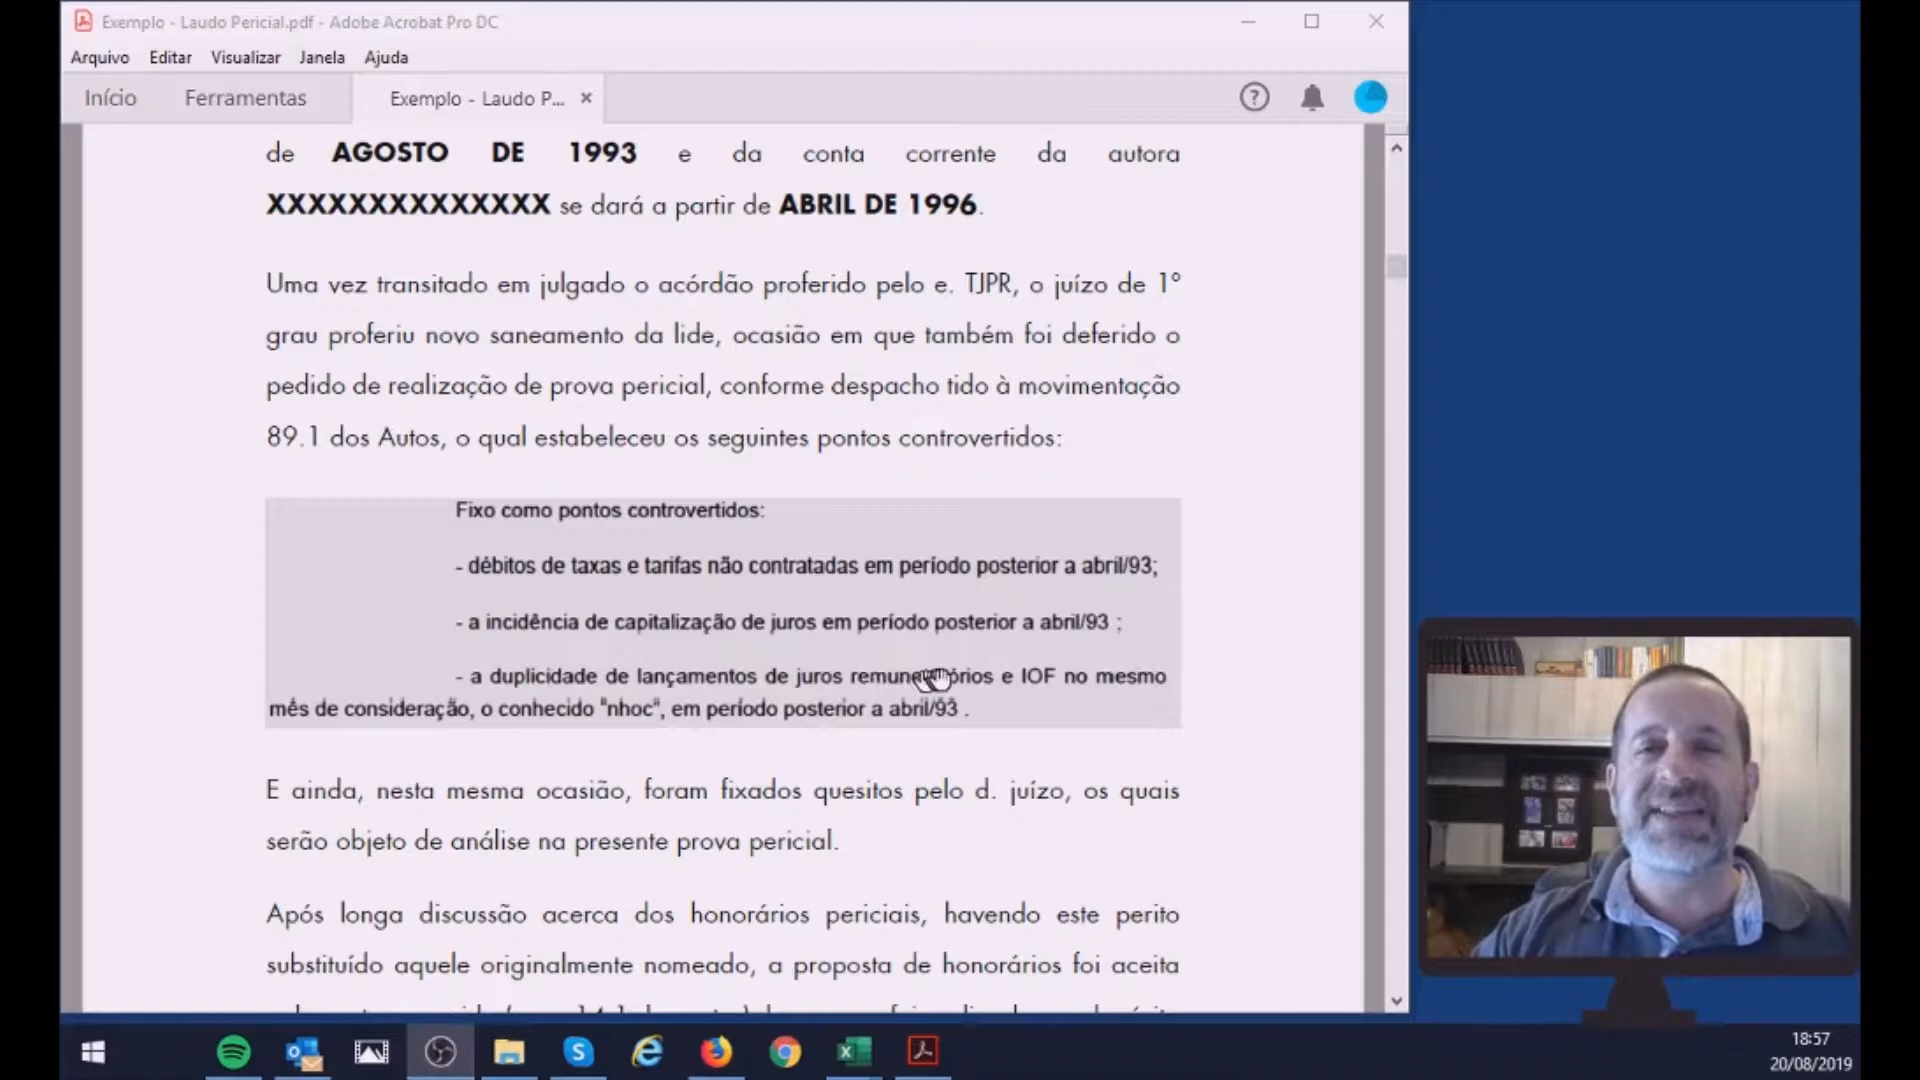 Exemplo - Laudo Pericial.pdf - Adobe Acrobat Pro DC
Arquivo Editar Visualizar Janela Ajuda
Início Ferramentas Exemplo - Laudo P... ×
de AGOSTO DE 1993 e da conta corrente da autora
XXXXXXXXXXXXXX se dará a partir de ABRIL DE 1996.
Uma vez transitado em julgado o acórdão proferido pelo e. TJPR, o juízo de 1º
grau proferiu novo saneamento da lide, ocasião em que também foi deferido o
pedido de realização de prova pericial, conforme despacho tido à movimentação
89.1 dos Autos, o qual estabeleceu os seguintes pontos controvertidos:
Fixo como pontos controvertidos:
- débitos de taxas e tarifas não contratadas em período posterior a abril/93;
- a incidência de capitalização de juros em período posterior a abril/93 ;
- a duplicidade de lançamentos de juros remuneratórios e IOF no mesmo
mês de consideração, o conhecido "nhoc", em período posterior a abril/93 .
E ainda, nesta mesma ocasião, foram fixados quesitos pelo d. juízo, os quais
serão objeto de análise na presente prova pericial.
Após longa discussão acerca dos honorários periciais, havendo este perito
substituído aquele originalmente nomeado, a proposta de honorários foi aceita
18:57
20/08/2019